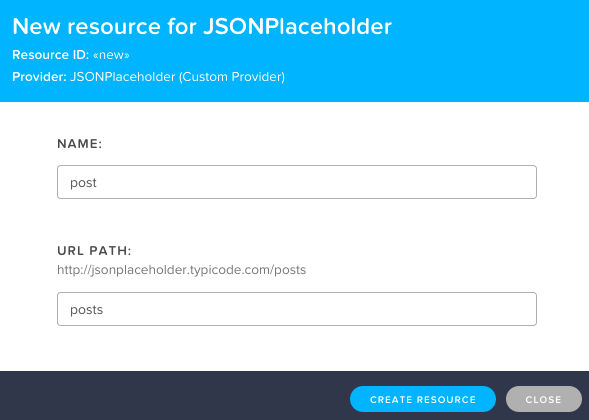 New resource for JSONPlaceholder
Resource ID: «new»
Provider: JSONPlaceholder (Custom Provider)
NAME:
post
URL PATH:
http://jsonplaceholder.typicode.com/posts
posts
CREATE RESOURCE
CLOSE